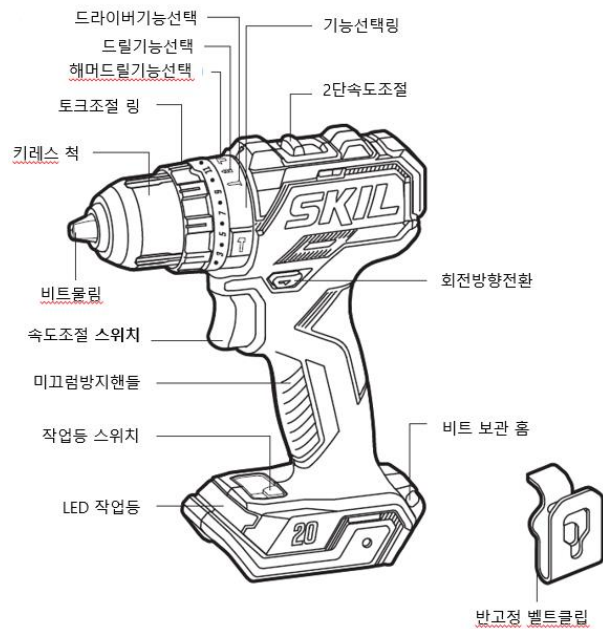 드라이버기능선택
기능선택링
드릴기능선택
해머드릴기능선택
2단속도조절
토크조절 링
키레스 척
SKIL
회전방향전환
비트물림
속도조절 스위치
미끄럼방지핸들
비트 보관 홈
작업등 스위치
LED 작업등
20
반고정 벨트클립